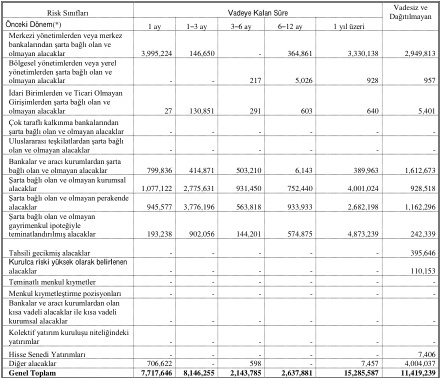 Risk Sınıfları Vadeye Kalan Süre Vadesiz ve
Dağıtılmayan
Önceki Dönem(*) 1 ay 1–3 ay 3–6 ay 6–12 ay 1 yıl üzeri
Merkezi yönetimlerden veya merkez
bankalarından şarta bağlı olan ve
olmayan alacaklar 3,995,224 146,650 - 364,861 3,330,138 2,949,813
Bölgesel yönetimlerden veya yerel
yönetimlerden şarta bağlı olan ve
olmayan alacaklar - - 217 5,026 928 957
İdari Birimlerden ve Ticari Olmayan
Girişimlerden şarta bağlı olan ve
olmayan alacaklar 27 130,851 291 603 640 5,401
Çok taraflı kalkınma bankalarından
şarta bağlı olan ve olmayan alacaklar - - - - - -
Uluslararası teşkilatlardan şarta bağlı
olan ve olmayan alacaklar - - - - - -
Bankalar ve aracı kurumlardan şarta
bağlı olan ve olmayan alacaklar 799,836 414,871 503,210 6,143 389,963 1,612,673
Şarta bağlı olan ve olmayan kurumsal
alacaklar 1,077,122 2,775,631 931,450 752,440 4,001,024 928,518
Şarta bağlı olan ve olmayan perakende
alacaklar 945,577 3,776,196 563,818 933,933 2,682,198 1,162,296
Şarta bağlı olan ve olmayan
gayrimenkul ipoteğiyle
teminatlandırılmış alacaklar 193,238 902,056 144,201 574,875 4,873,239 242,339
Tahsili gecikmiş alacaklar - - - - - 395,646
Kurulca riski yüksek olarak belirlenen
alacaklar - - - - - 110,153
Teminatlı menkul kıymetler - - - - - -
Menkul kıymetleştirme pozisyonları - - - - - -
Bankalar ve aracı kurumlardan olan
kısa vadeli alacaklar ile kısa vadeli
kurumsal alacaklar - - - - - -
Kolektif yatırım kuruluşu niteliğindeki
yatırımlar - - - - - -
Hisse Senedi Yatırımları - - - - - 7,406
Diğer alacaklar 706,622 - 598 - 7,457 4,004,037
Genel Toplam 7,717,646 8,146,255 2,143,785 2,637,881 15,285,587 11,419,239